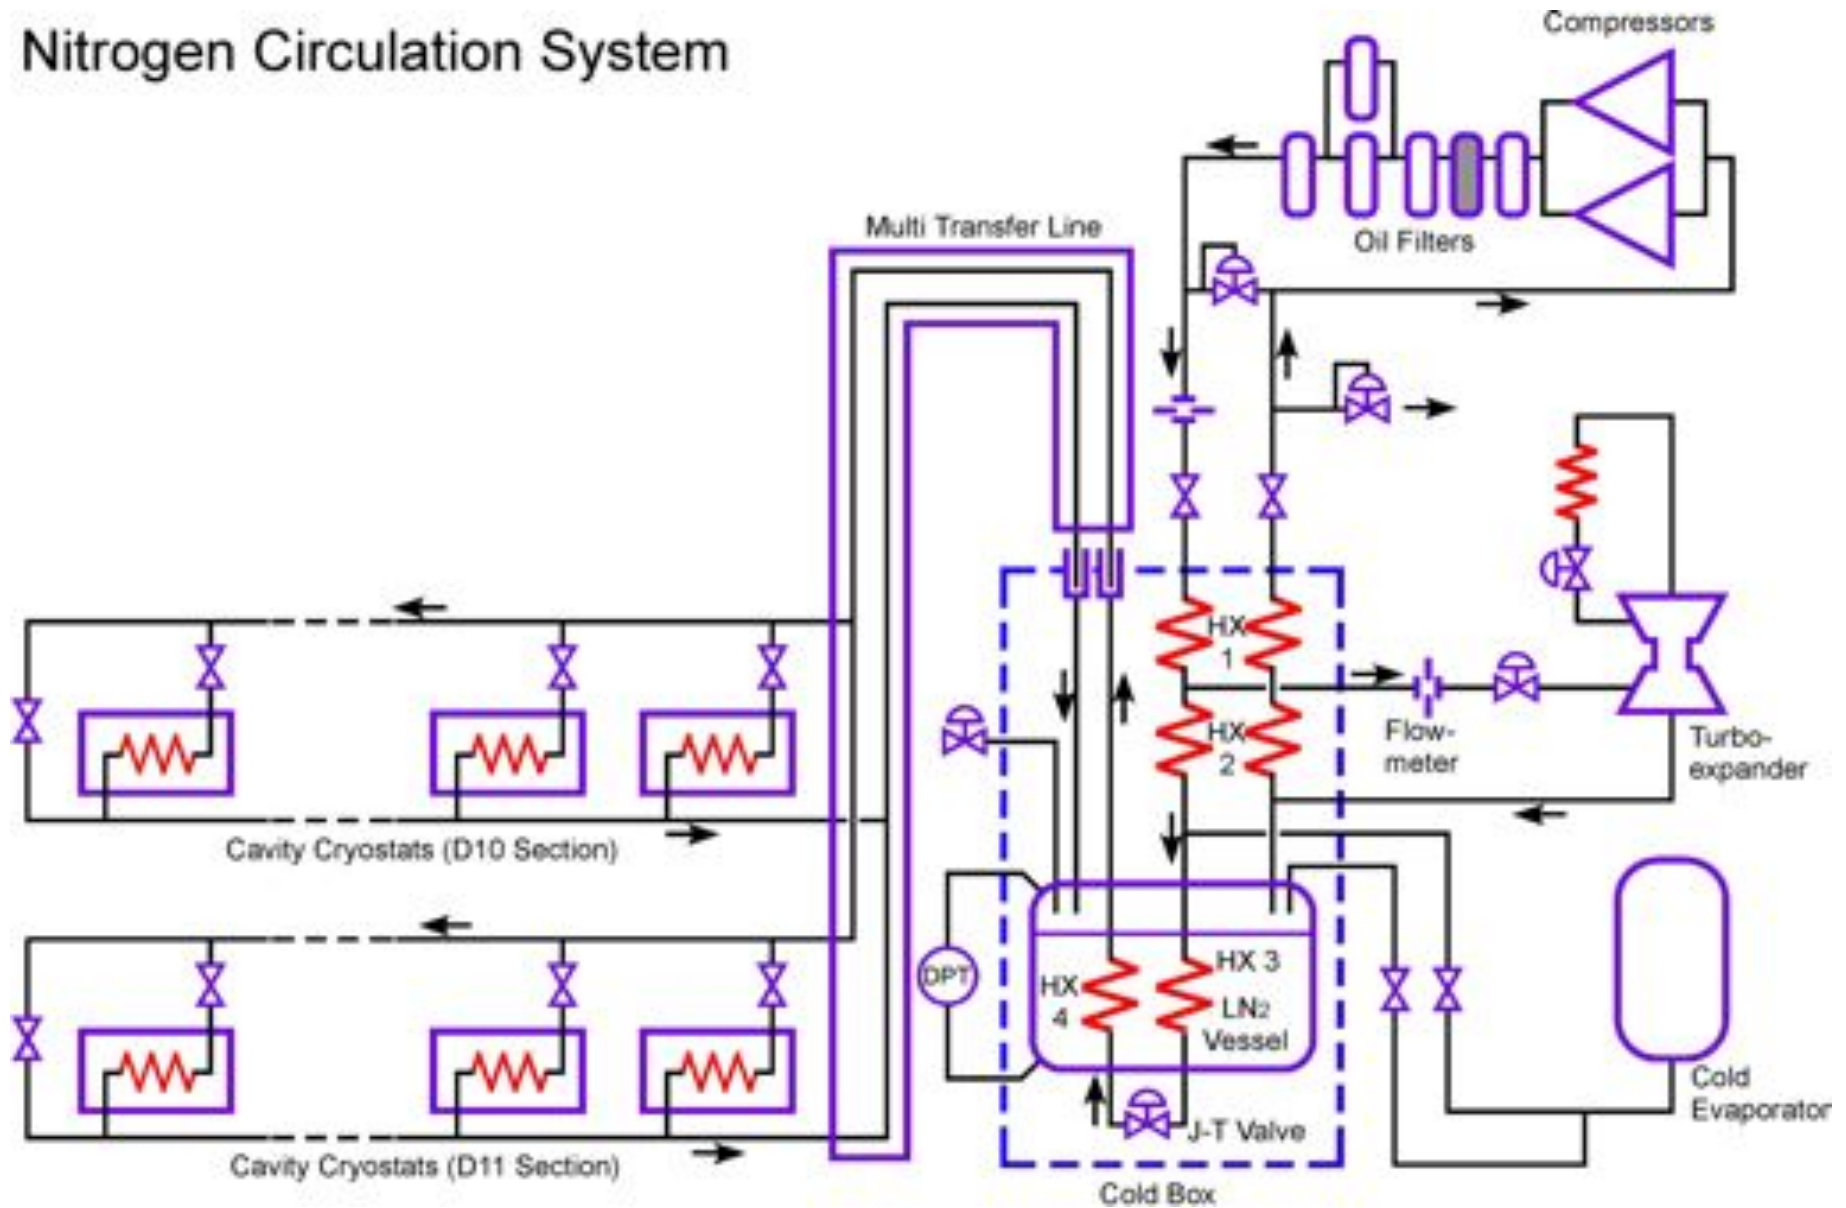 Nitrogen Circulation System
Compressors
Oil Filters
Multi Transfer Line
HX
1
HX
2
Flow-
meter
Turbo-
expander
Cavity Cryostats (D10 Section)
DPT
HX
4
HX 3
LN2
Vessel
J-T Valve
Cold
Evaporator
Cavity Cryostats (D11 Section)
Cold Box